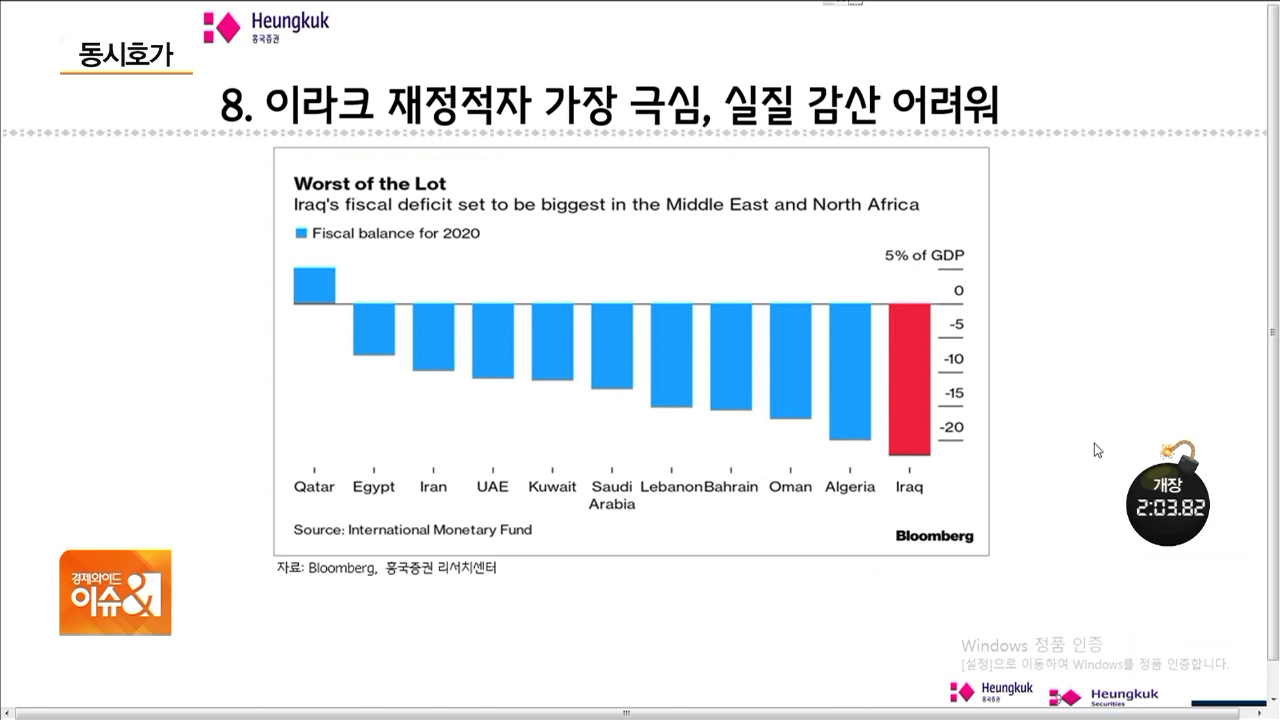 Heungkuk
흥국증권
동시호가
8. 이라크 재정적자 가장 극심, 실질 감산 어려워
Worst of the Lot
Iraq's fiscal deficit set to be biggest in the Middle East and North Africa
Fiscal balance for 2020
5% of GDP
0
-5
-10
-15
-20
Qatar Egypt Iran UAE Kuwait Saudi Arabia Lebanon Bahrain Oman Algeria Iraq
Source: International Monetary Fund
Bloomberg
자료: Bloomberg, 흥국증권 리서치센터
개장
2:03.82
경제와이드
이슈&
Windows 정품 인증
[설정]으로 이동하여 Windows를 정품 인증합니다.
Heungkuk
흥국증권
Heungkuk
Securities